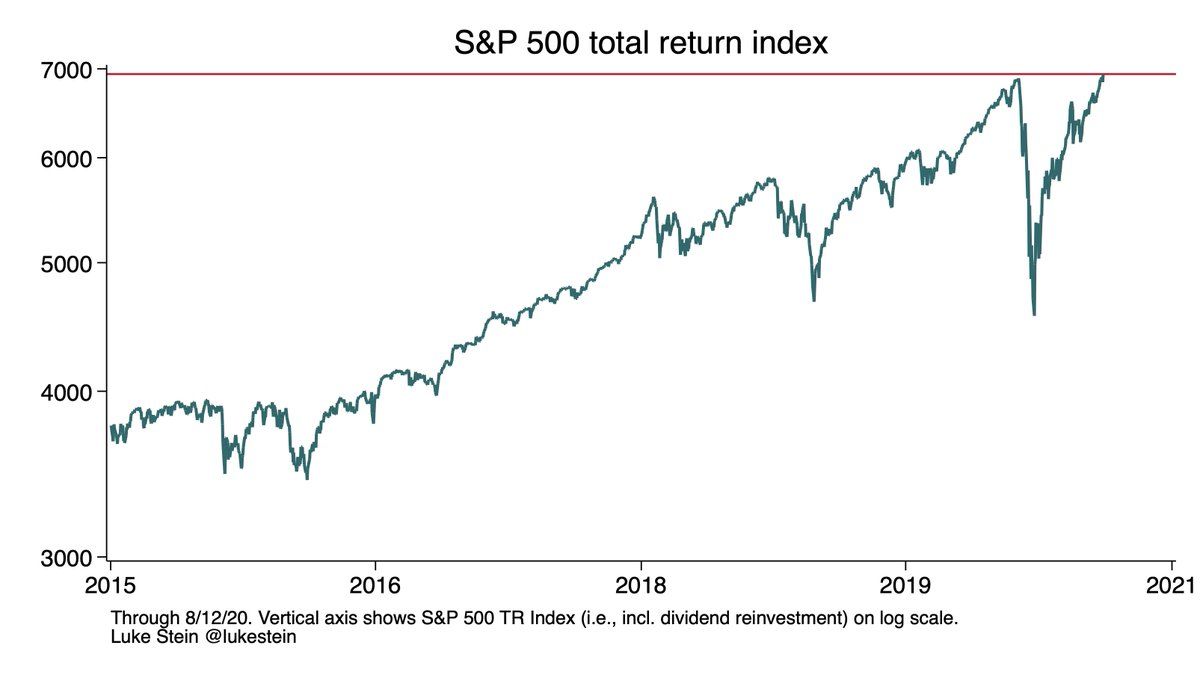 S&P 500 total return index
7000
6000
5000
4000
3000
2015 2016 2018 2019 2021
Through 8/12/20. Vertical axis shows S&P 500 TR Index (i.e., incl. dividend reinvestment) on log scale.
Luke Stein @lukestein